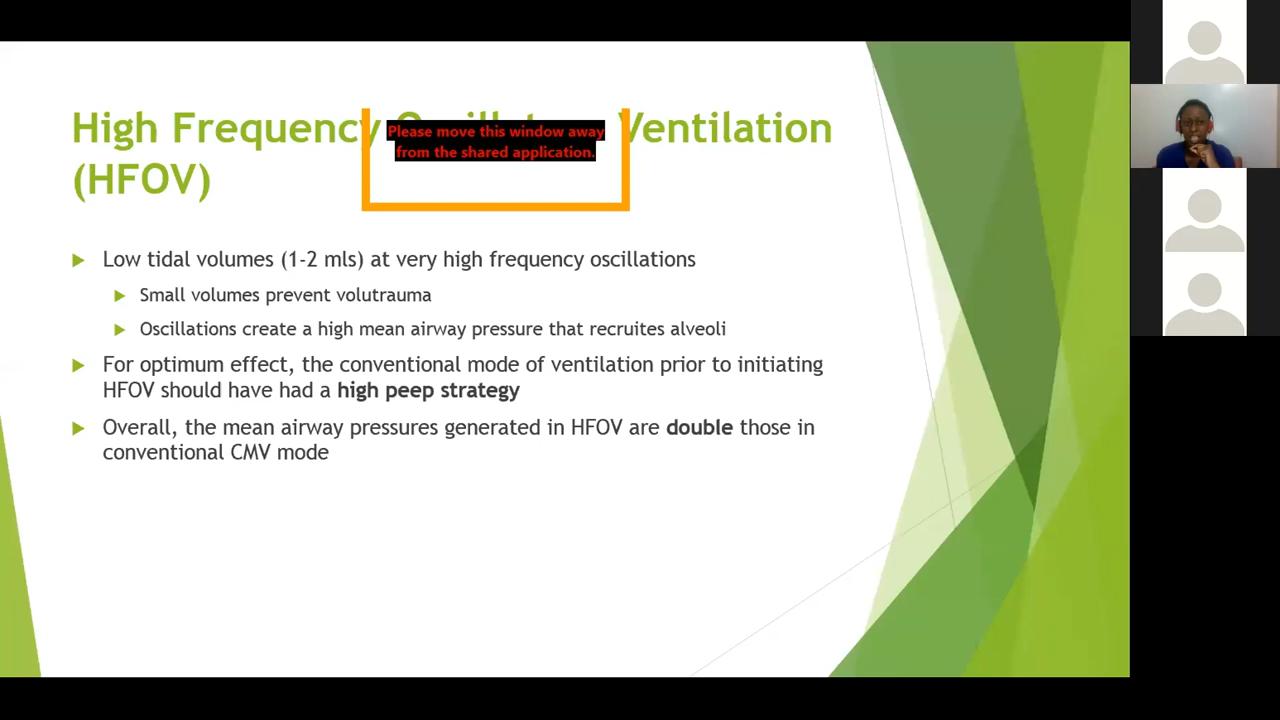 High Frequency Ventilation
(HFOV)
Please move this window away
from the shared application.
Low tidal volumes (1-2 mls) at very high frequency oscillations
Small volumes prevent volutrauma
Oscillations create a high mean airway pressure that recruites alveoli
For optimum effect, the conventional mode of ventilation prior to initiating
HFOV should have had a high peep strategy
Overall, the mean airway pressures generated in HFOV are double those in
conventional CMV mode